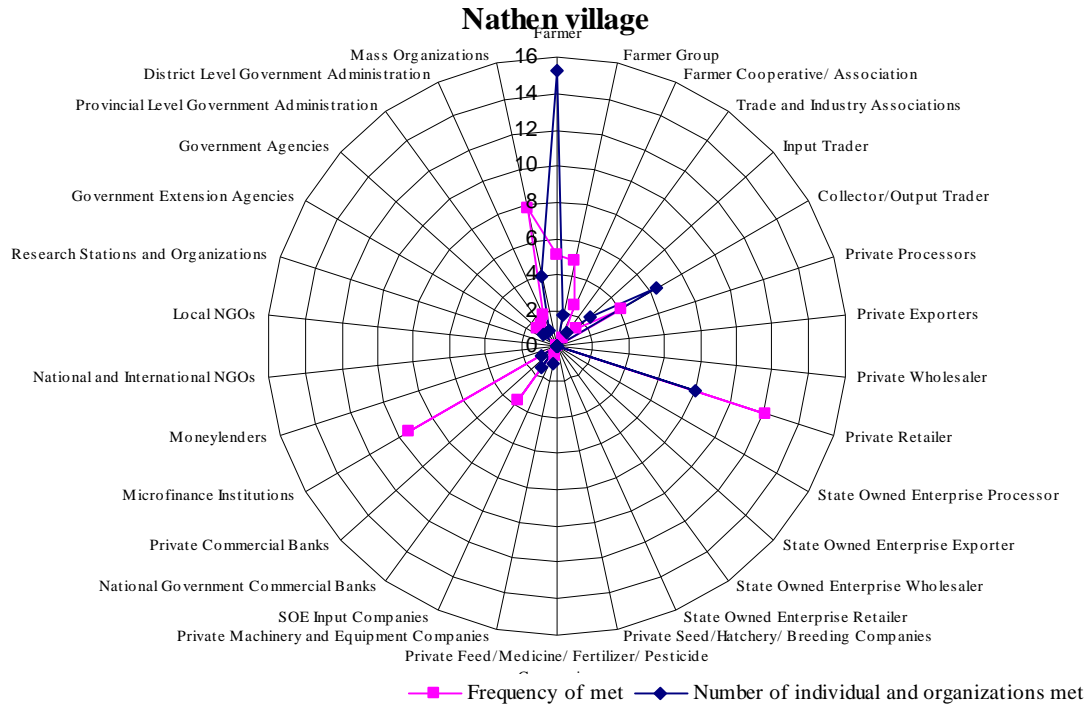 Nathen village
Farmer
Mass Organizations
Farmer Group
District Level Government Administration
Farmer Cooperative/ Association
Provincial Level Government Administration
Trade and Industry Associations
Government Agencies
Input Trader
Government Extension Agencies
Collector/Output Trader
Research Stations and Organizations
Private Processors
Local NGOs
Private Exporters
National and International NGOs
Private Wholesaler
Moneylenders
Private Retailer
Microfinance Institutions
State Owned Enterprise Processor
Private Commercial Banks
State Owned Enterprise Exporter
National Government Commercial Banks
State Owned Enterprise Wholesaler
SOE Input Companies
State Owned Enterprise Retailer
Private Machinery and Equipment Companies
Private Seed/Hatchery/ Breeding Companies
Private Feed/Medicine/ Fertilizer/ Pesticide
16
14
12
10
8
6
4
2
0
Frequency of met
Number of individual and organizations met